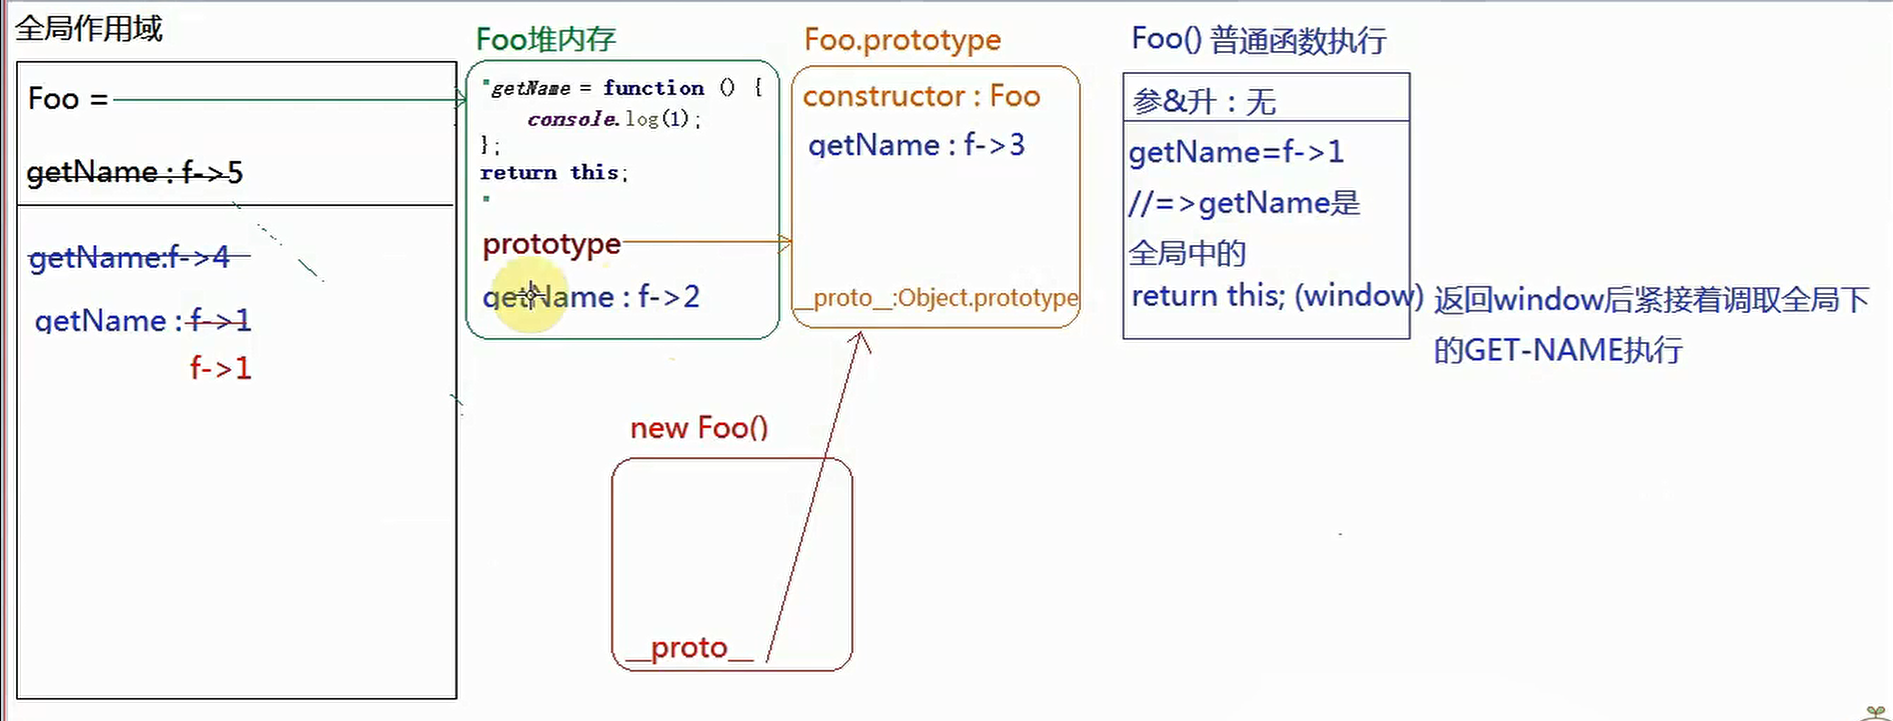 全局作用域
Foo =
getName : f->5
getName:f->4
getName : f->1
f->1
Foo堆内存
"getName = function () {
console.log(1);
};
return this;
"
prototype
getName : f->2
Foo.prototype
constructor : Foo
getName : f->3
__proto__:Object.prototype
Foo() 普通函数执行
参&升：无
getName=f->1
//=>getName是
全局中的
return this; (window) 返回window后紧接着调取全局下
的GET-NAME执行
new Foo()
__proto__